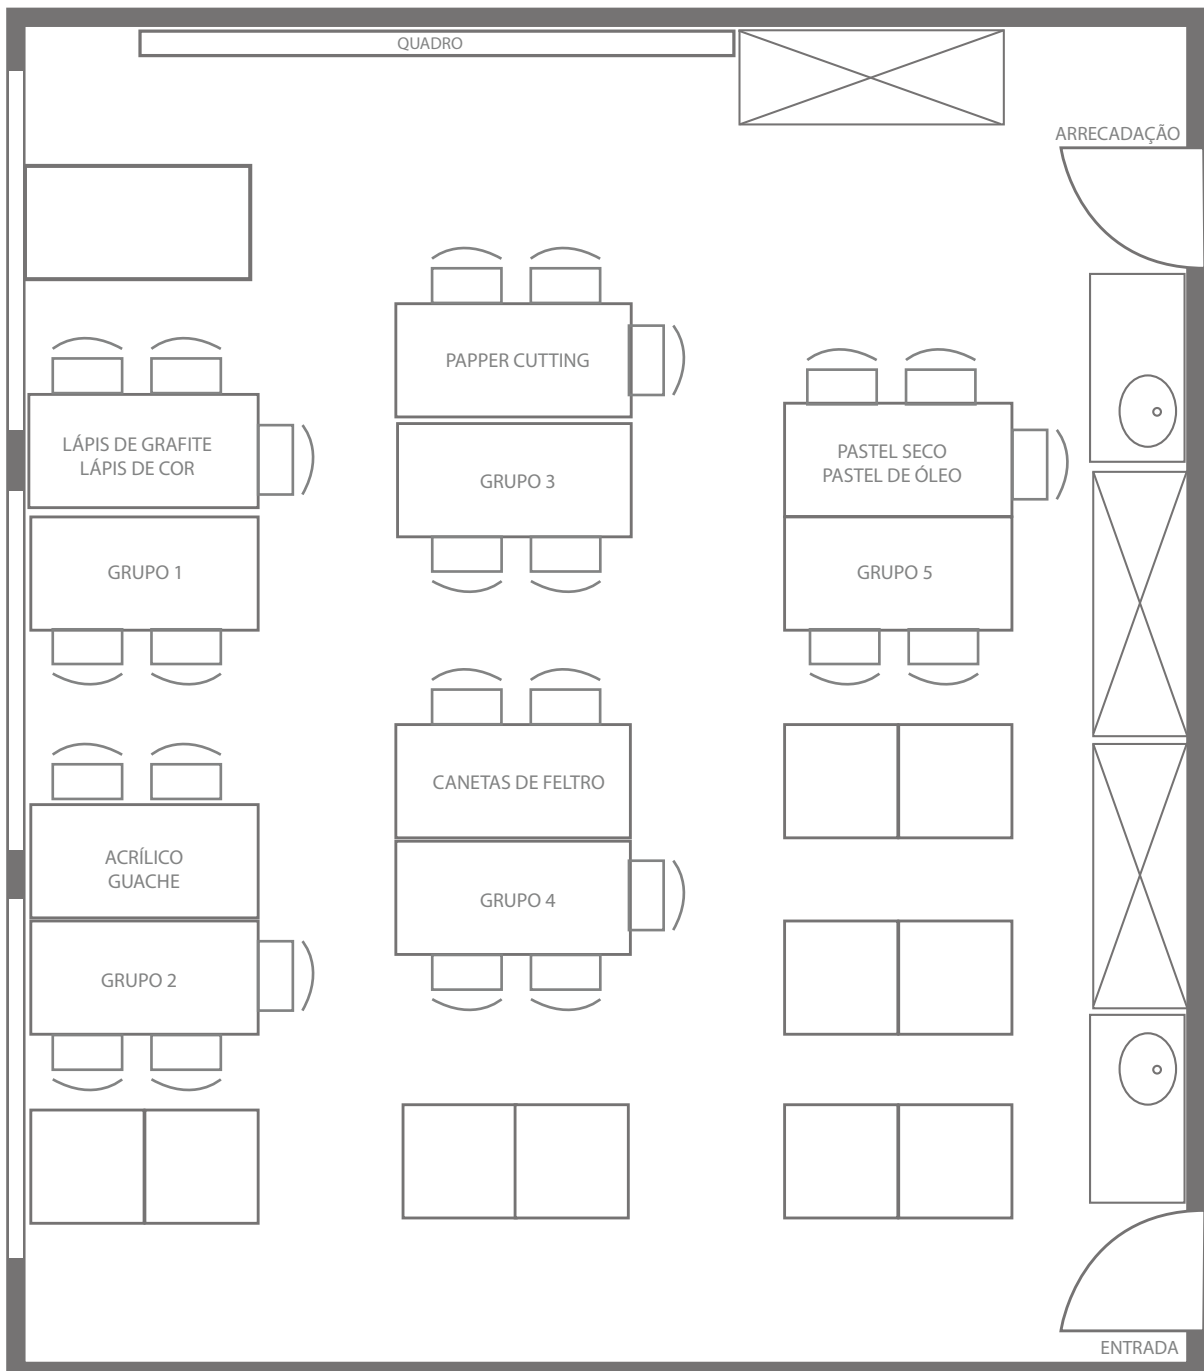 QUADRO
ARRECADAÇÃO
PAPPER CUTTING
GRUPO 3
LÁPIS DE GRAFITE
LÁPIS DE COR
GRUPO 1
PASTEL SECO
PASTEL DE ÓLEO
GRUPO 5
CANETAS DE FELTRO
GRUPO 4
ACRÍLICO
GUACHE
GRUPO 2
ENTRADA